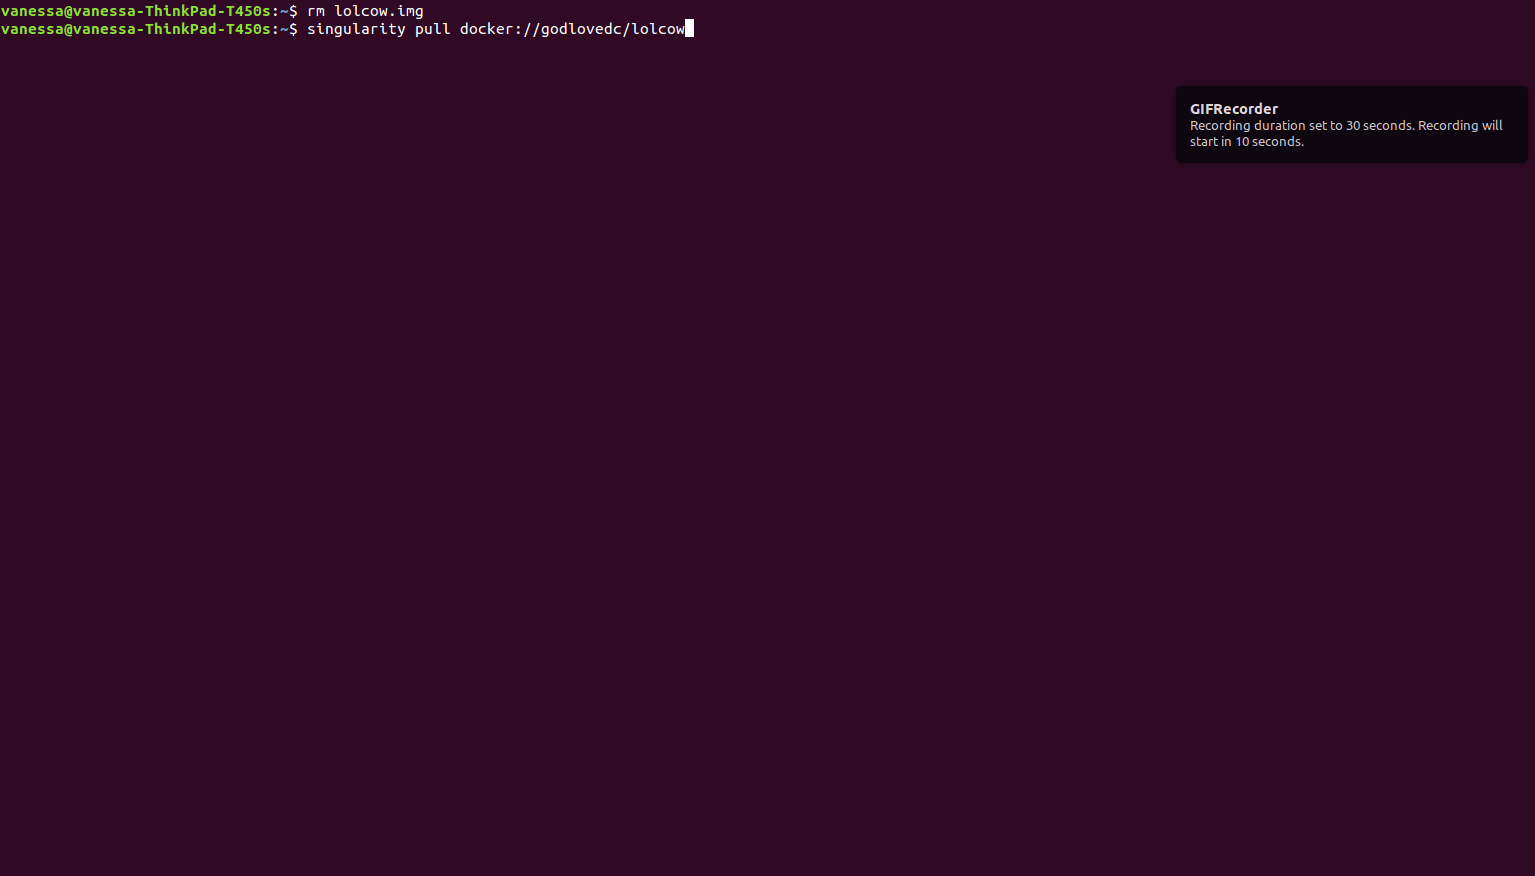 vanessa@vanessa-ThinkPad-T450s:~$ rm lolcow.img
vanessa@vanessa-ThinkPad-T450s:~$ singularity pull docker://godlovedc/lolcow
GIFRecorder
Recording duration set to 30 seconds. Recording will
start in 10 seconds.